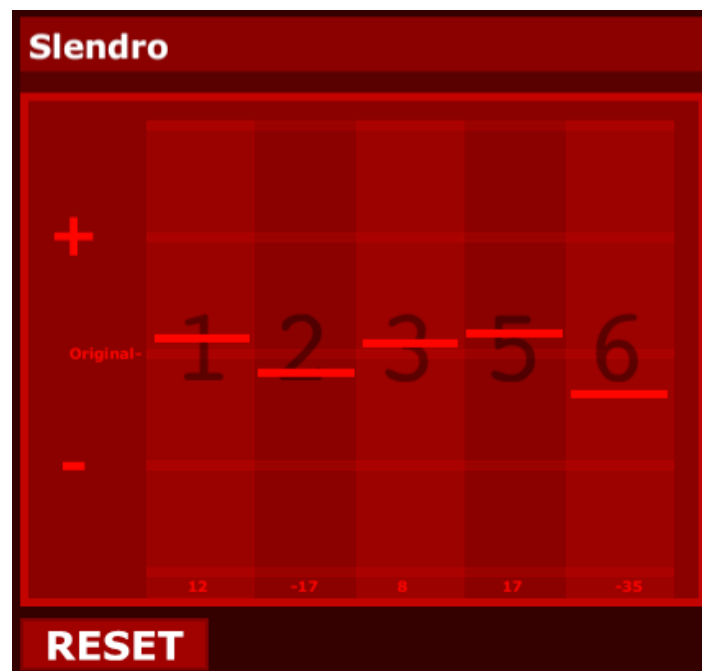 Slendro
+
1 2 3 5 6
Original-
-
12 -17 8 17 -35
RESET